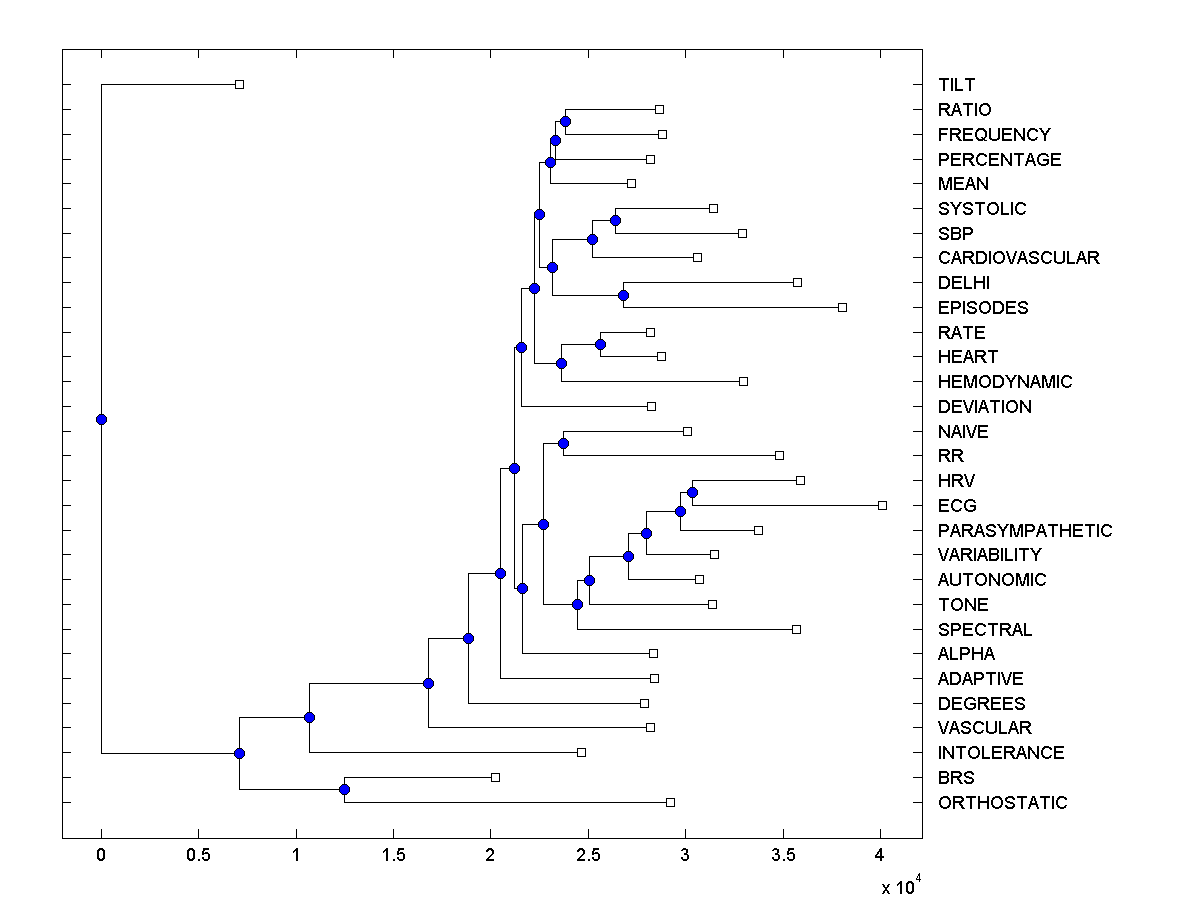 TILT
RATIO
FREQUENCY
PERCENTAGE
MEAN
SYSTOLIC
SBP
CARDIOVASCULAR
DELHI
EPISODES
RATE
HEART
HEMODYNAMIC
DEVIATION
NAIVE
RR
HRV
ECG
PARASYMPATHETIC
VARIABILITY
AUTONOMIC
TONE
SPECTRAL
ALPHA
ADAPTIVE
DEGREES
VASCULAR
INTOLERANCE
BRS
ORTHOSTATIC
0 0.5 1 1.5 2 2.5 3 3.5 4
x 10^4